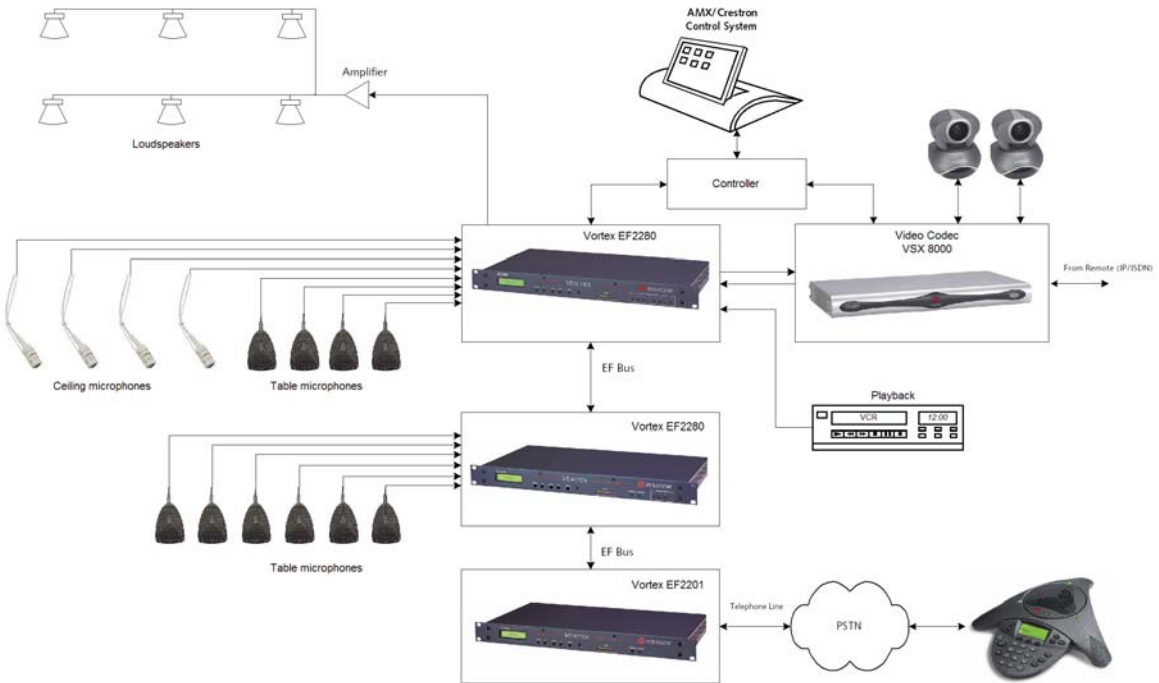 AMX/Crestron
Control System
Amplifier
Loudspeakers
Controller
Vortex EF2280
Video Codec
VSX 8000
From Remote (IP/ISDN)
Ceiling microphones
Table microphones
EF Bus
Playback
VCR
12:00
Vortex EF2280
Table microphones
EF Bus
Vortex EF2201
Telephone Line
PSTN